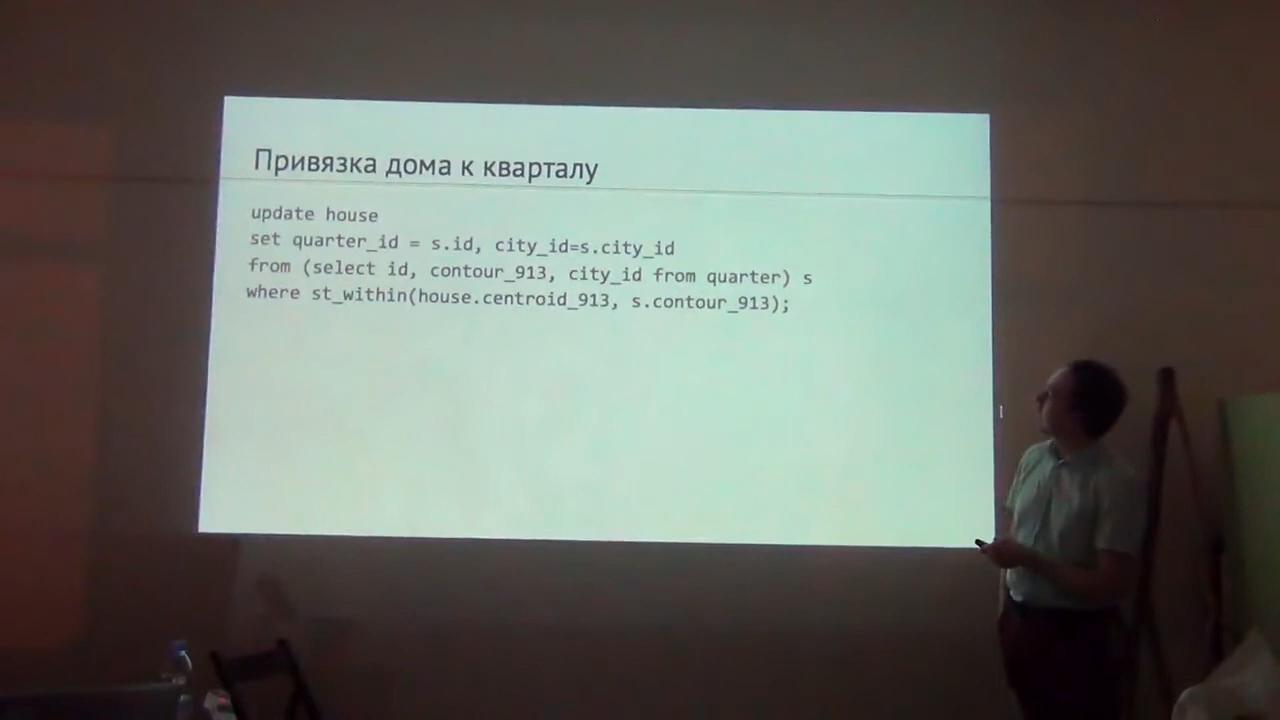 Привязка дома к кварталу
update house
set quarter_id = s.id, city_id=s.city_id
from (select id, contour_913, city_id from quarter) s
where st_within(house.centroid_913, s.contour_913);